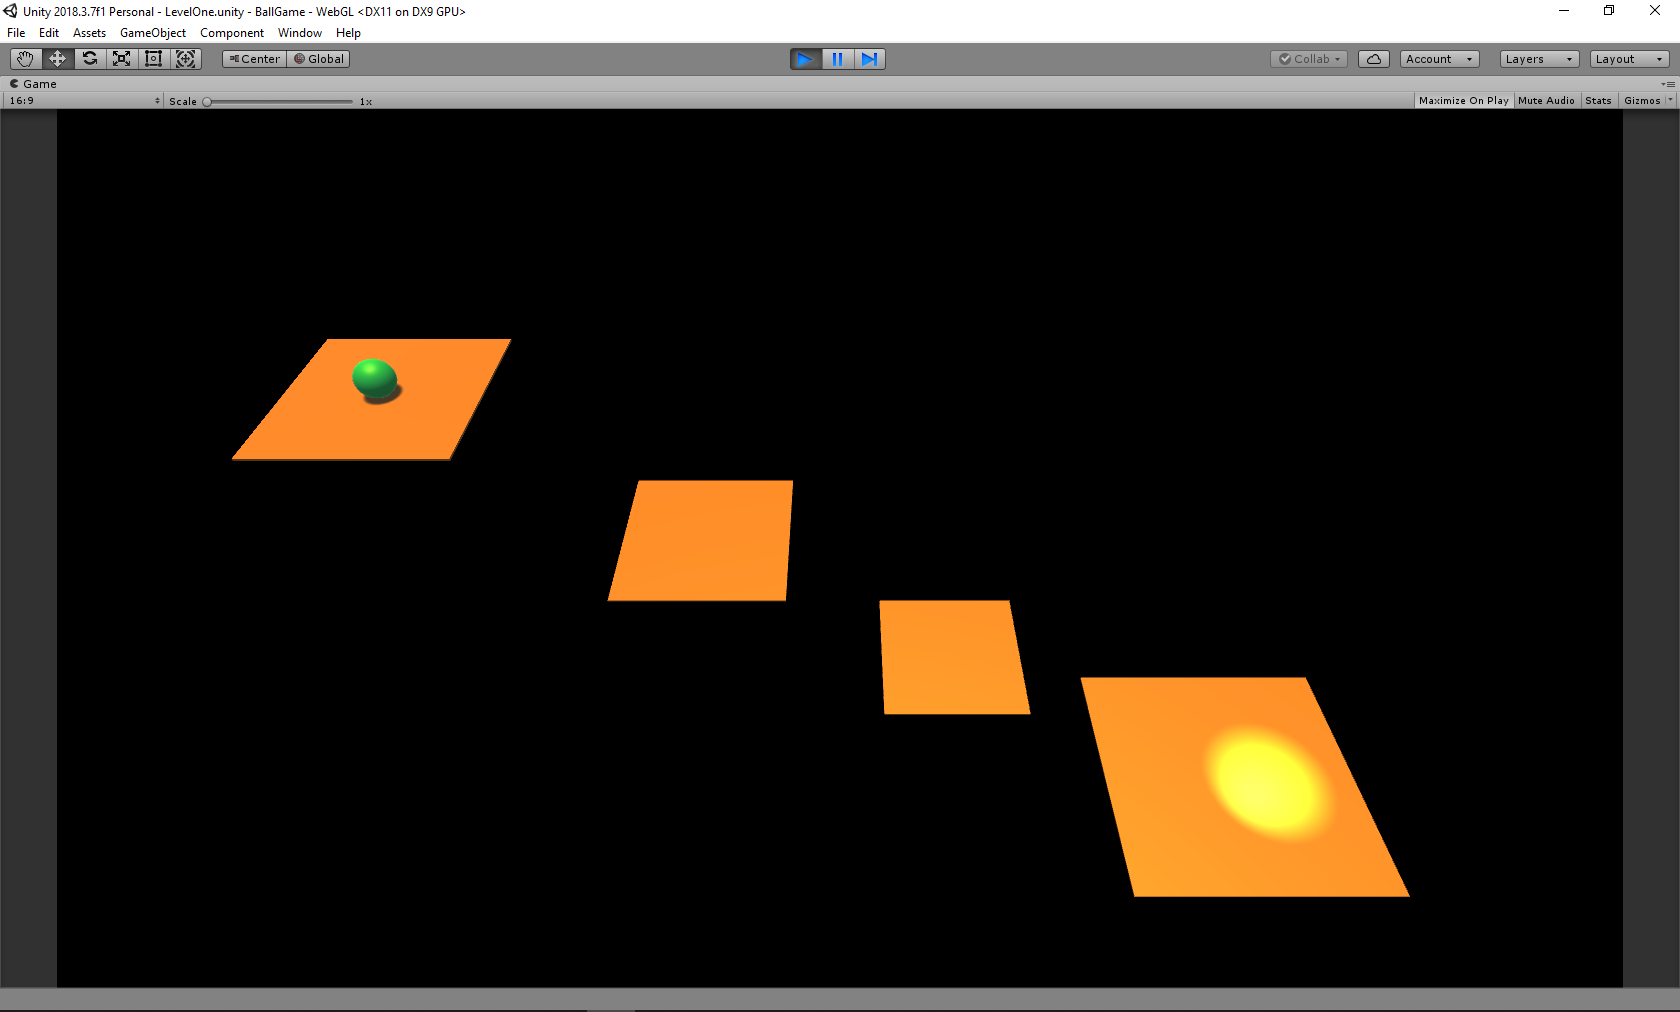 Unity 2018.3.7f1 Personal - LevelOne.unity - BallGame - WebGL <DX11 on DX9 GPU>
File Edit Assets GameObject Component Window Help
Center Global Collab Account Layers Layout
Game
16:9 Scale 1x Maximize On Play Mute Audio Stats Gizmos